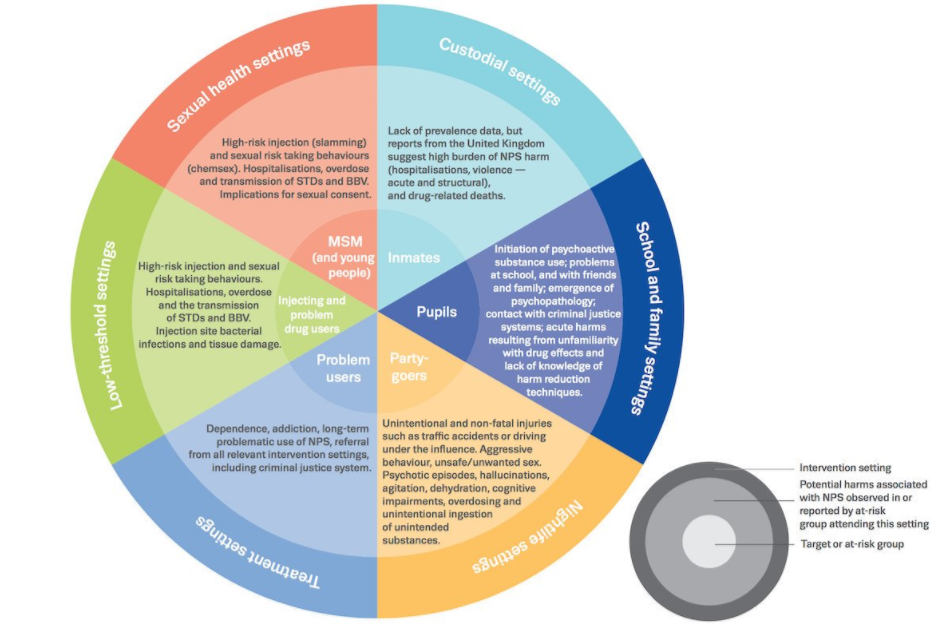 Sexual health settings
Custodial settings
High-risk injection (slamming)
and sexual risk taking behaviours
(chemsex). Hospitalisations, overdose
and transmission of STDs and BBV.
Implications for sexual consent.
Lack of prevalence data, but
reports from the United Kingdom
suggest high burden of NPS harm
(hospitalisations, violence —
acute and structural),
and drug-related deaths.
MSM
(and young
people)
Inmates
School and family settings
Initiation of psychoactive
substance use; problems
at school, and with friends
and family; emergence of
psychopathology;
contact with criminal justice
systems; acute harms
resulting from unfamiliarity
with drug effects and
lack of knowledge of
harm reduction
techniques.
Pupils
Low-threshold settings
High-risk injection and sexual
risk taking behaviours.
Hospitalisations, overdose
and the transmission
of STDs and BBV.
Injection site bacterial
infections and tissue damage.
Injecting and
problem
drug users
Problem
users
Party-
goers
Dependence, addiction, long-term
problematic use of NPS, referral
from all relevant intervention settings,
including criminal justice system.
Treatment settings
Unintentional and non-fatal injuries
such as traffic accidents or driving
under the influence. Aggressive
behaviour, unsafe/unwanted sex.
Psychotic episodes, hallucinations,
agitation, dehydration, cognitive
impairments, overdosing and
unintentional ingestion
of unintended
substances.
Nightlife settings
Intervention setting
Potential harms associated
with NPS observed in or
reported by at-risk
group attending this setting
Target or at-risk group